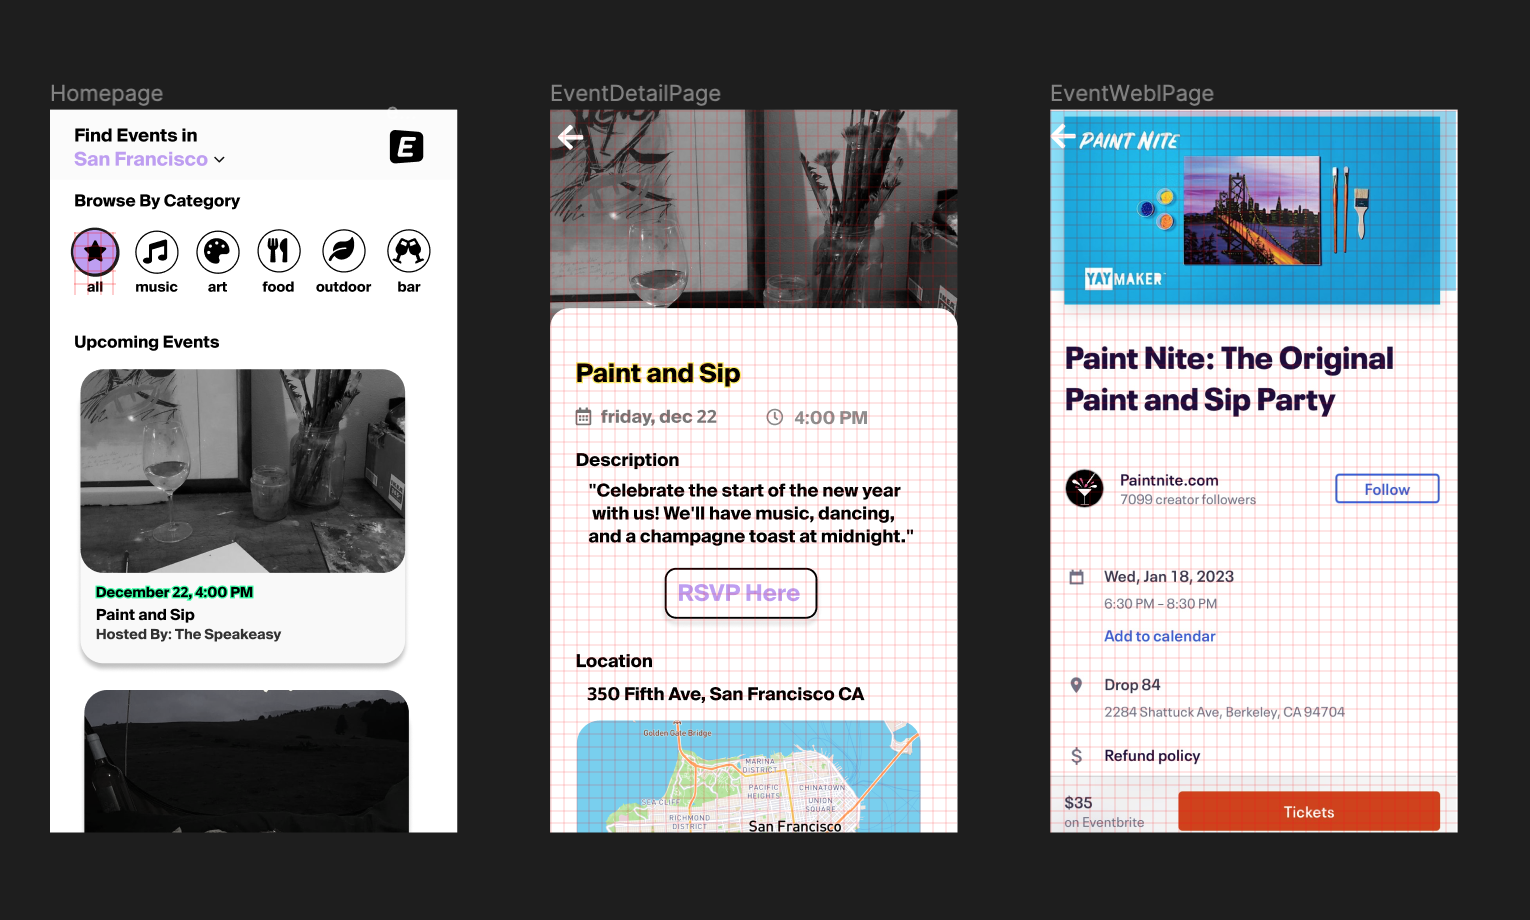 Homepage
Find Events in
San Francisco
E
Browse By Category
all
music
art
food
outdoor
bar
Upcoming Events
December 22, 4:00 PM
Paint and Sip
Hosted By: The Speakeasy
EventDetailPage
Paint and Sip
friday, dec 22
4:00 PM
Description
"Celebrate the start of the new year
with us! We'll have music, dancing,
and a champagne toast at midnight."
RSVP Here
Location
350 Fifth Ave, San Francisco CA
Golden Gate Bridge
MARINA
DISTRICT
PACIFIC
HEIGHTS
CHINATOWN
UNION
SQUARE
SEA CLIFF
RICHMOND
DISTRICT
San Francisco
EventWeblPage
PAINT NITE
YAYMAKER
Paint Nite: The Original
Paint and Sip Party
Paintnite.com
7099 creator followers
Follow
Wed, Jan 18, 2023
6:30 PM – 8:30 PM
Add to calendar
Drop 84
2284 Shattuck Ave, Berkeley, CA 94704
$
Refund policy
$35
on Eventbrite
Tickets